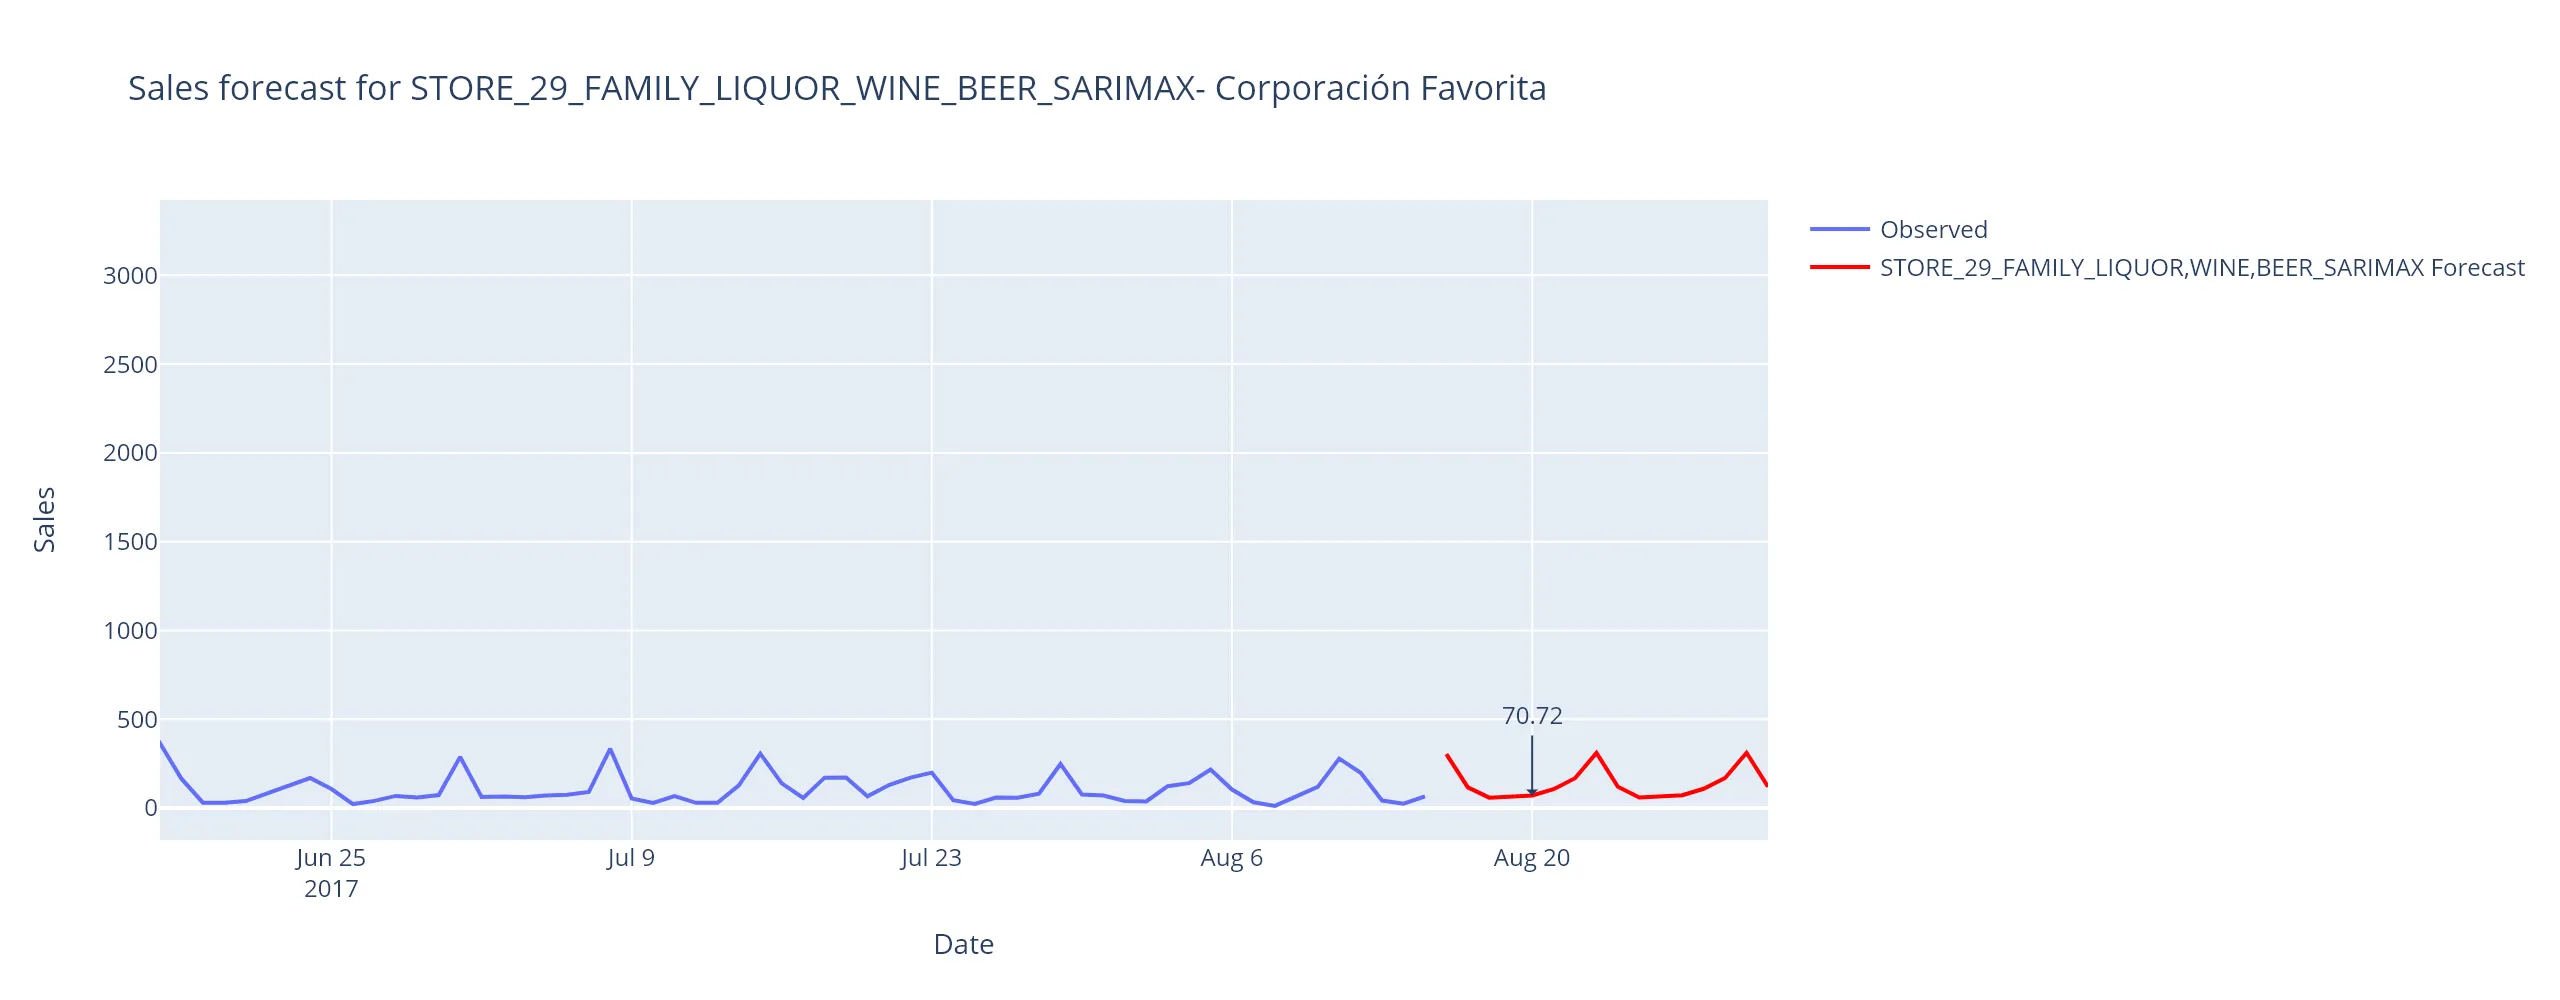 Sales forecast for STORE_29_FAMILY_LIQUOR_WINE_BEER_SARIMAX- Corporación Favorita
Observed
STORE_29_FAMILY_LIQUOR,WINE,BEER_SARIMAX Forecast
Sales
3000
2500
2000
1500
1000
500
0
70.72
Jun 25
2017
Jul 9
Jul 23
Aug 6
Aug 20
Date